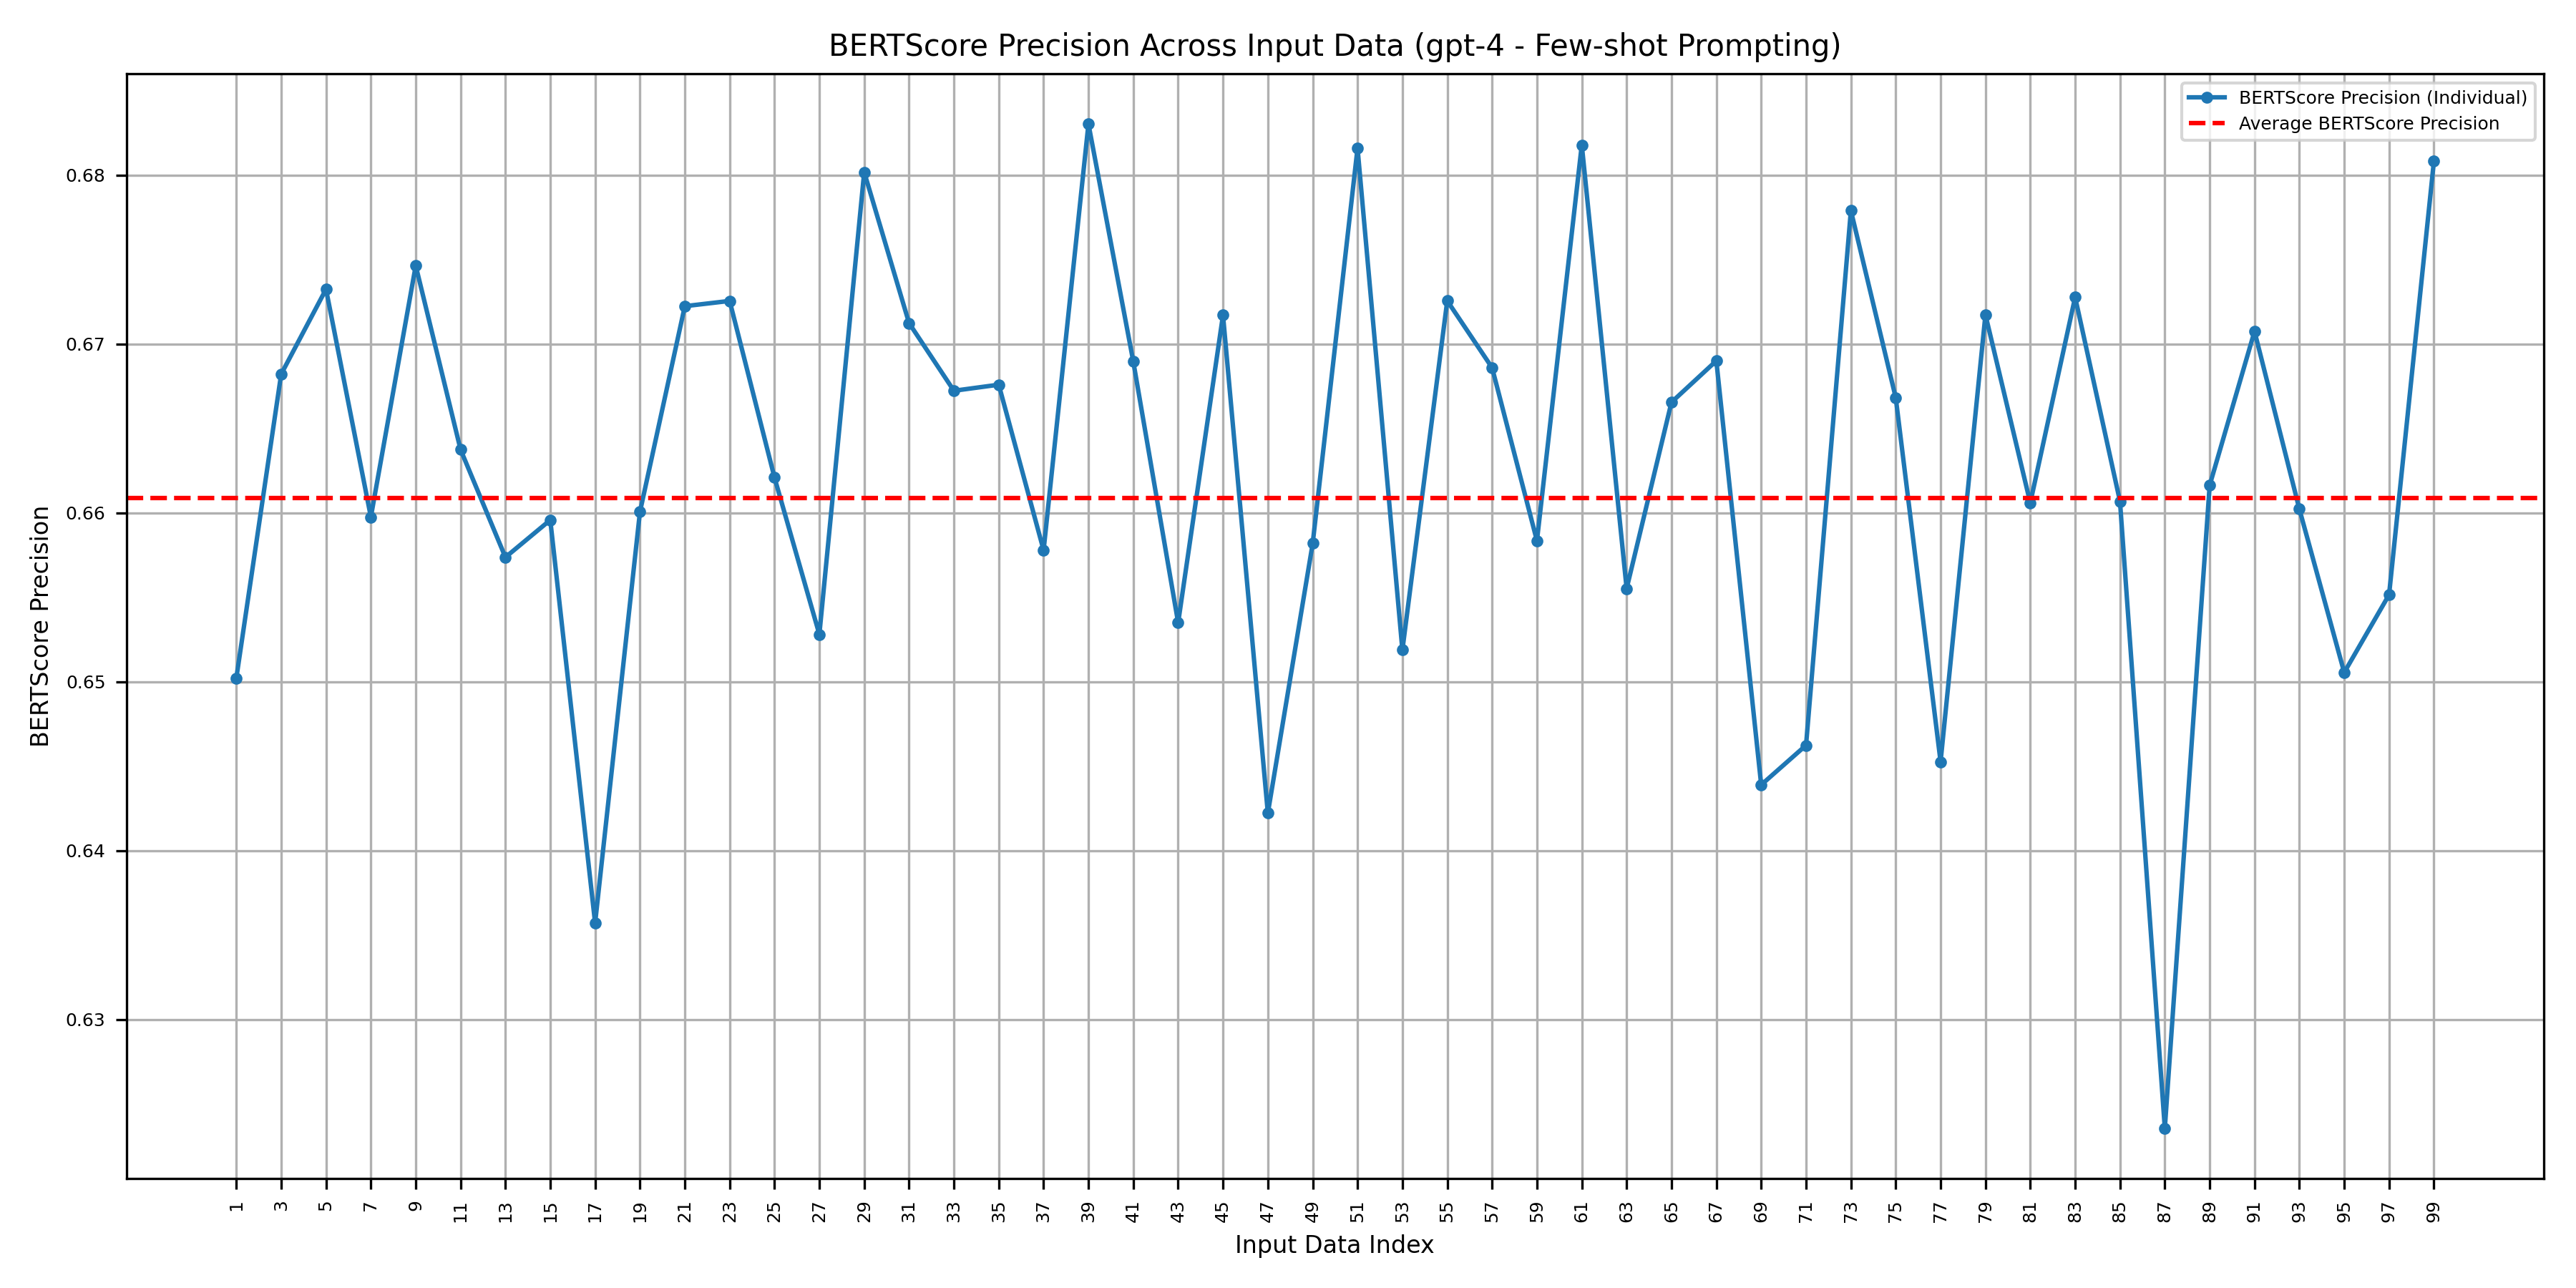 BERTScore Precision Across Input Data (gpt-4 - Few-shot Prompting)
BERTScore Precision (Individual)
Average BERTScore Precision
BERTScore Precision
0.68
0.67
0.66
0.65
0.64
0.63
1 3 5 7 9 11 13 15 17 19 21 23 25 27 29 31 33 35 37 39 41 43 45 47 49 51 53 55 57 59 61 63 65 67 69 71 73 75 77 79 81 83 85 87 89 91 93 95 97 99
Input Data Index